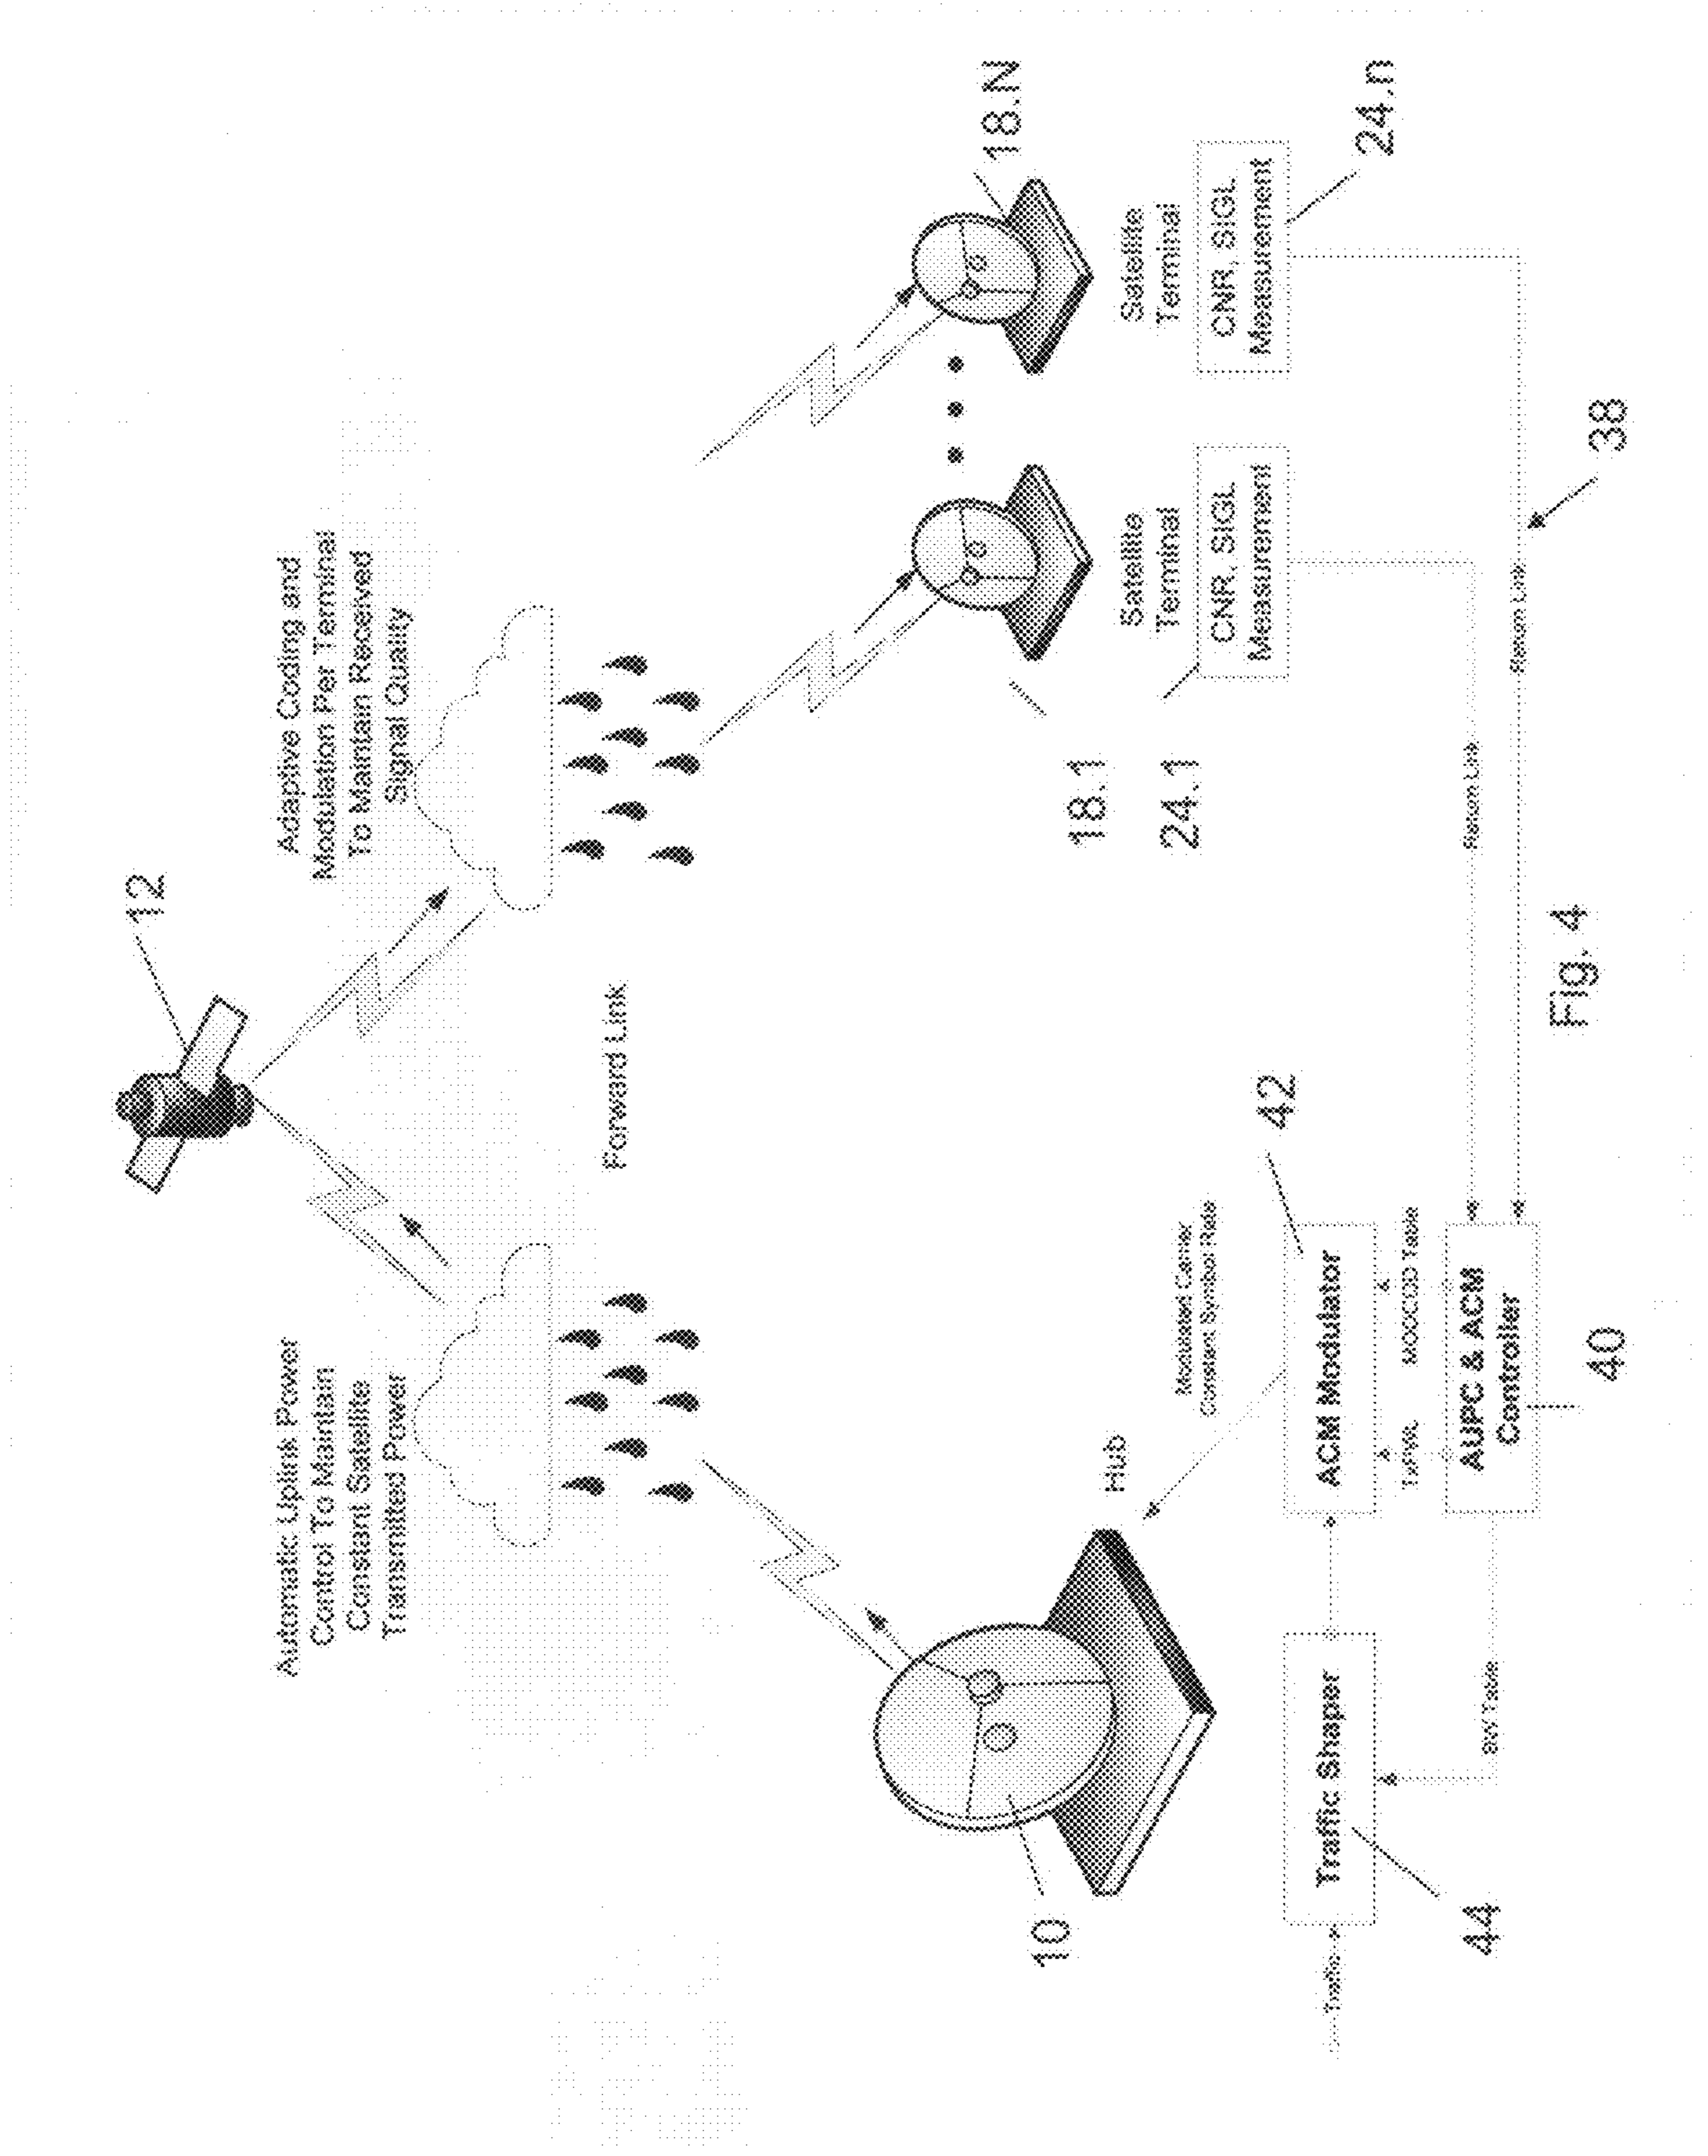 12
Automatic Uplink Power
Control To Maintain
Constant Satellite
Transmitted Power
Adaptive Coding and
Modulation Per Terminal
To Maintain Received
Signal Quality
Forward Link
10
Hub
18.1
18.N
Satellite
Terminal
Satellite
Terminal
24.1
CNR, SIGL
Measurement
CNR, SIGL
Measurement
24.n
Modulated Carrier
Constant Symbol Rate
42
Traffic
Traffic Shaper
ACM Modulator
44
BW Table
TxPWL
MODCOD Table
AUPC & ACM
Controller
40
Return Link
Return Link
38
Fig. 4